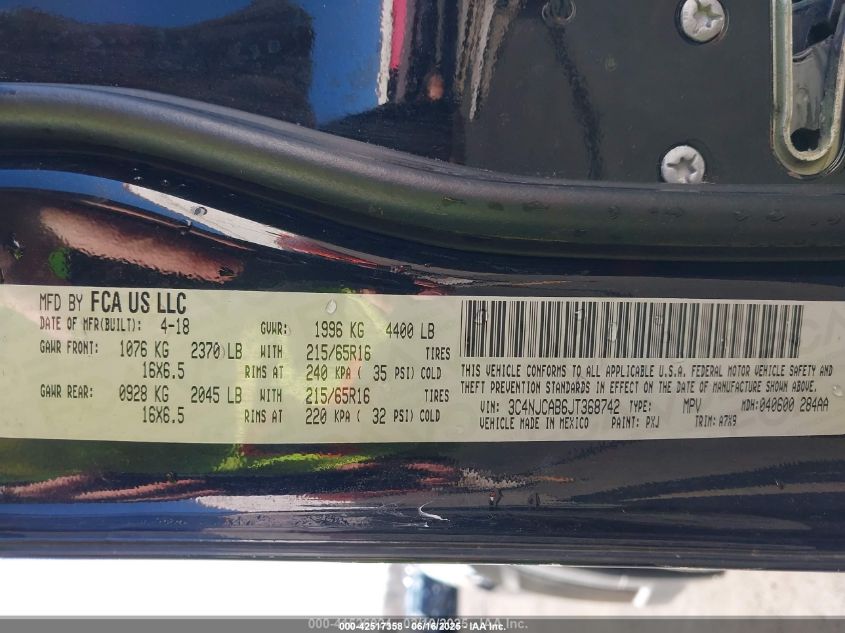 MFD BY FCA US LLC
DATE OF MFR(BUILT): 4-18 GVWR: 1996 KG 4400 LB
GAWR FRONT: 1076 KG 2370 LB WITH 215/65R16 TIRES
16X6.5 RIMS AT 240 KPA ( 35 PSI) COLD
GAWR REAR: 0928 KG 2045 LB WITH 215/65R16 TIRES
16X6.5 RIMS AT 220 KPA ( 32 PSI) COLD
THIS VEHICLE CONFORMS TO ALL APPLICABLE U.S.A. FEDERAL MOTOR VEHICLE SAFETY AND
THEFT PREVENTION STANDARDS IN EFFECT ON THE DATE OF MANUFACTURE SHOWN ABOVE.
VIN: 3C4NJCAB6JT368742 TYPE: MPV MDH: 040600 284AA
VEHICLE MADE IN MEXICO PAINT: PXJ TRIM: A7X9
42517358 - 06/16/2025 - IAA Inc.